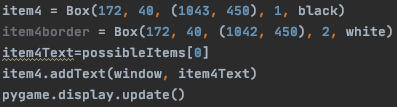 item4 = Box(172, 40, (1043, 450), 1, black)
item4border = Box(172, 40, (1042, 450), 2, white)
item4Text=possibleItems[0]
item4.addText(window, item4Text)
pygame.display.update()